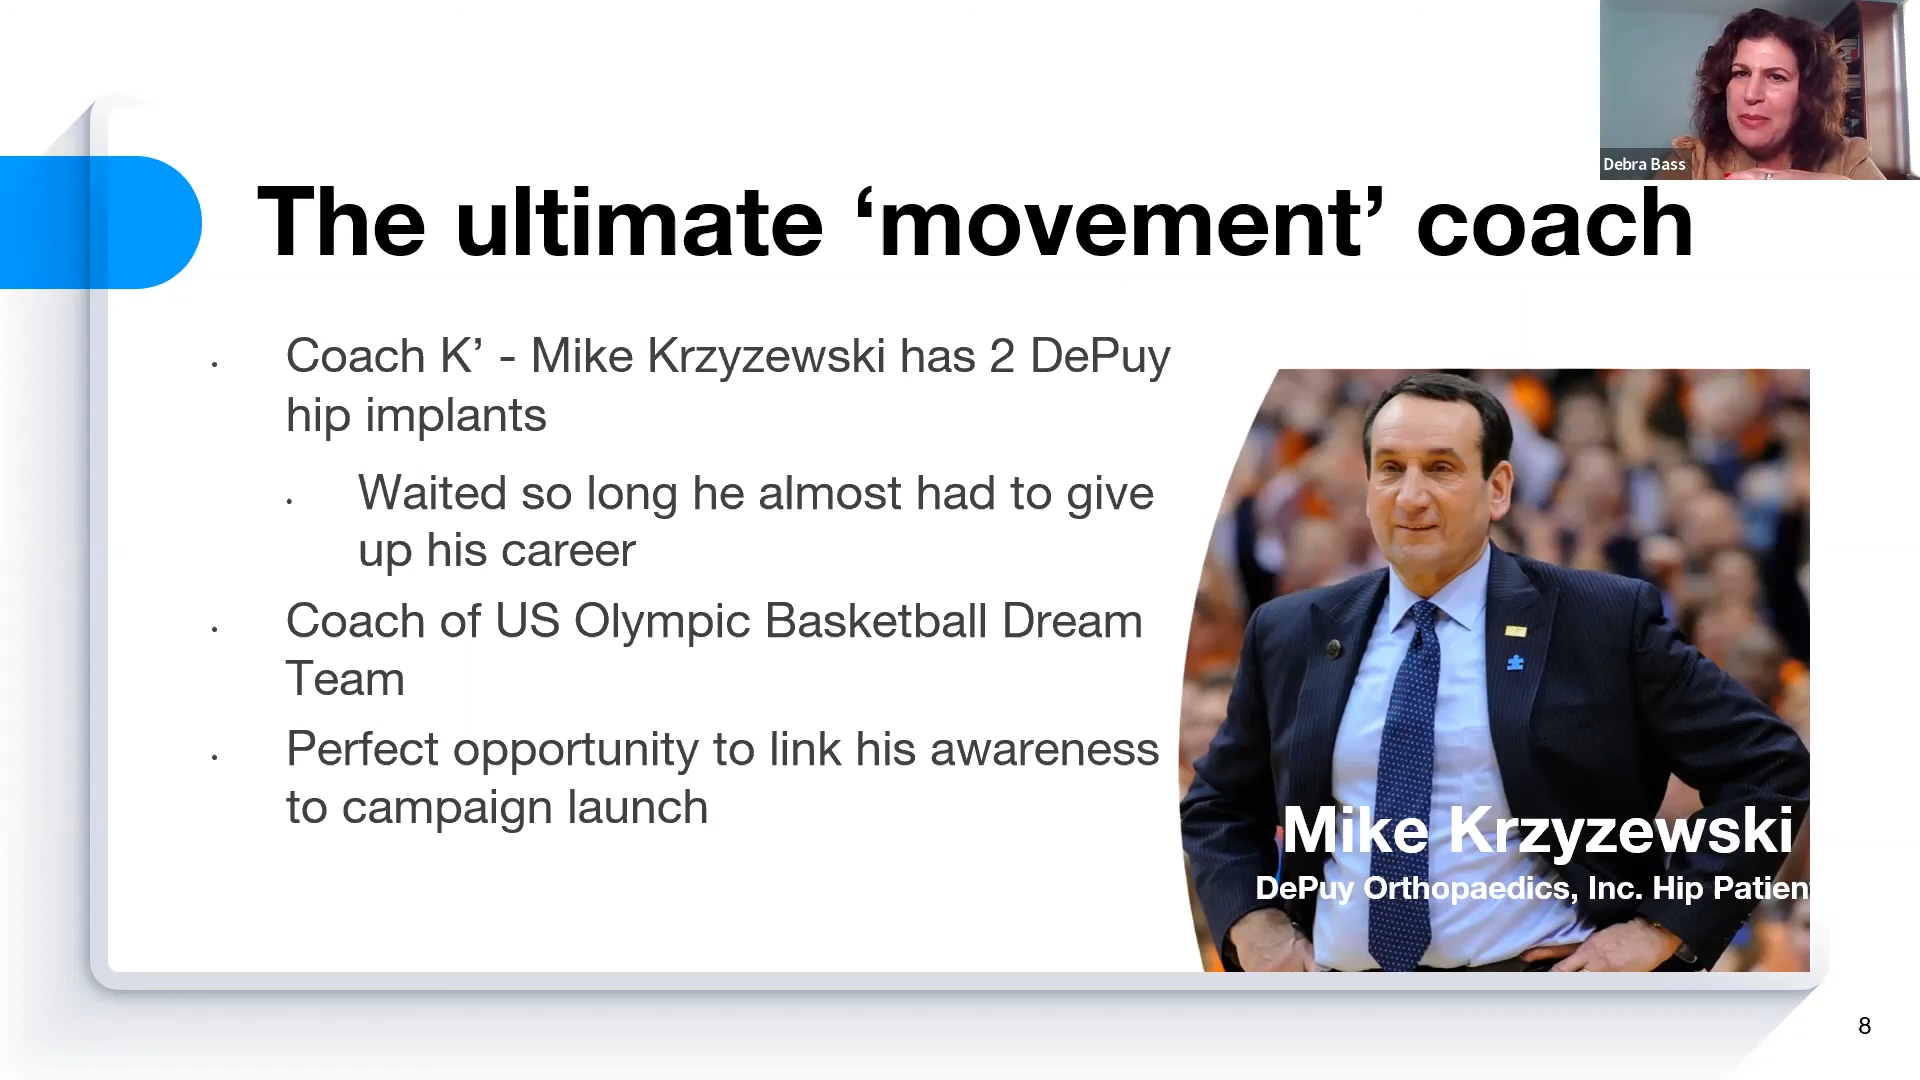 Debra Bass
The ultimate ‘movement’ coach
Coach K’ - Mike Krzyzewski has 2 DePuy
hip implants
Waited so long he almost had to give
up his career
Coach of US Olympic Basketball Dream
Team
Perfect opportunity to link his awareness
to campaign launch
Mike Krzyzewski
DePuy Orthopaedics, Inc. Hip Patient
8